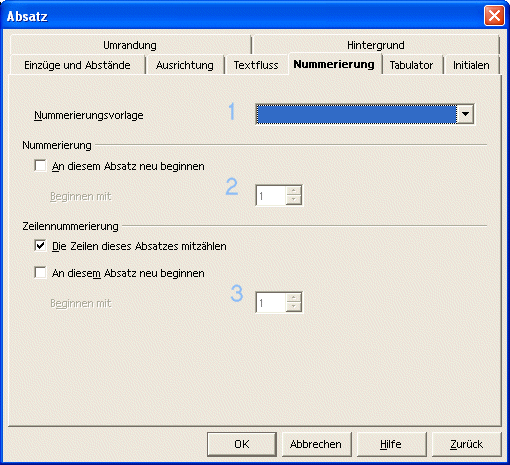 Absatz
Umrandung Hintergrund
Einzüge und Abstände Ausrichtung Textfluss Nummerierung Tabulator Initialen
Nummerierungsvorlage 1
Nummerierung
An diesem Absatz neu beginnen
Beginnen mit 2 1
Zeilennummerierung
Die Zeilen dieses Absatzes mitzählen
An diesem Absatz neu beginnen
Beginnen mit 3 1
OK Abbrechen Hilfe Zurück